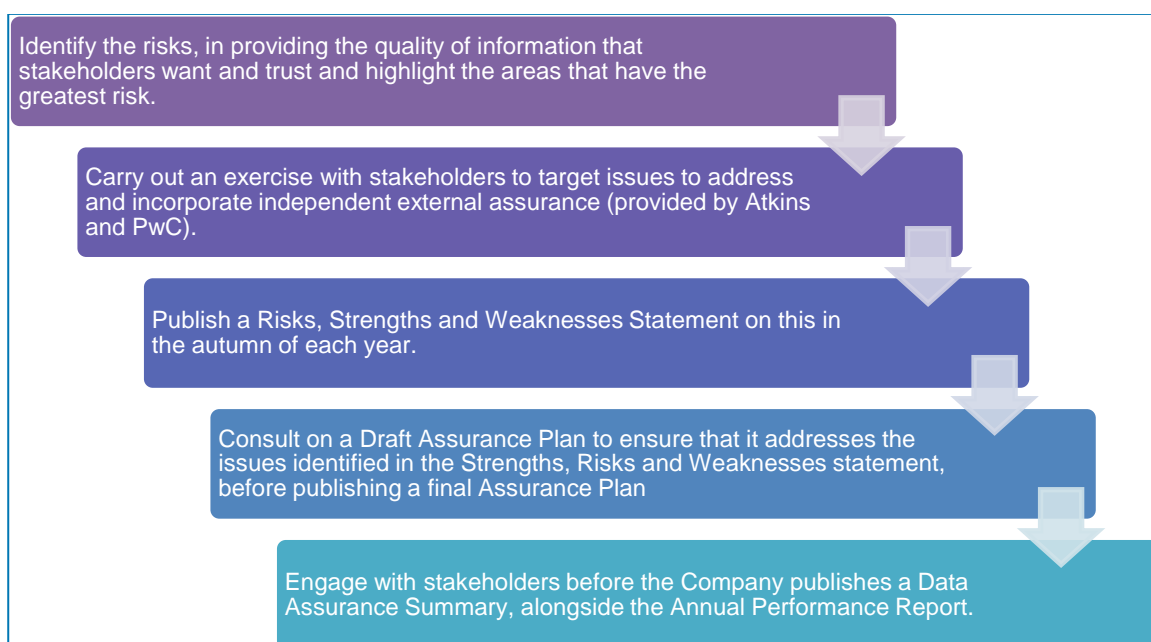 Identify the risks, in providing the quality of information that
stakeholders want and trust and highlight the areas that have the
greatest risk.
Carry out an exercise with stakeholders to target issues to address
and incorporate independent external assurance (provided by Atkins
and PwC).
Publish a Risks, Strengths and Weaknesses Statement on this in
the autumn of each year.
Consult on a Draft Assurance Plan to ensure that it addresses the
issues identified in the Strengths, Risks and Weaknesses statement,
before publishing a final Assurance Plan
Engage with stakeholders before the Company publishes a Data
Assurance Summary, alongside the Annual Performance Report.